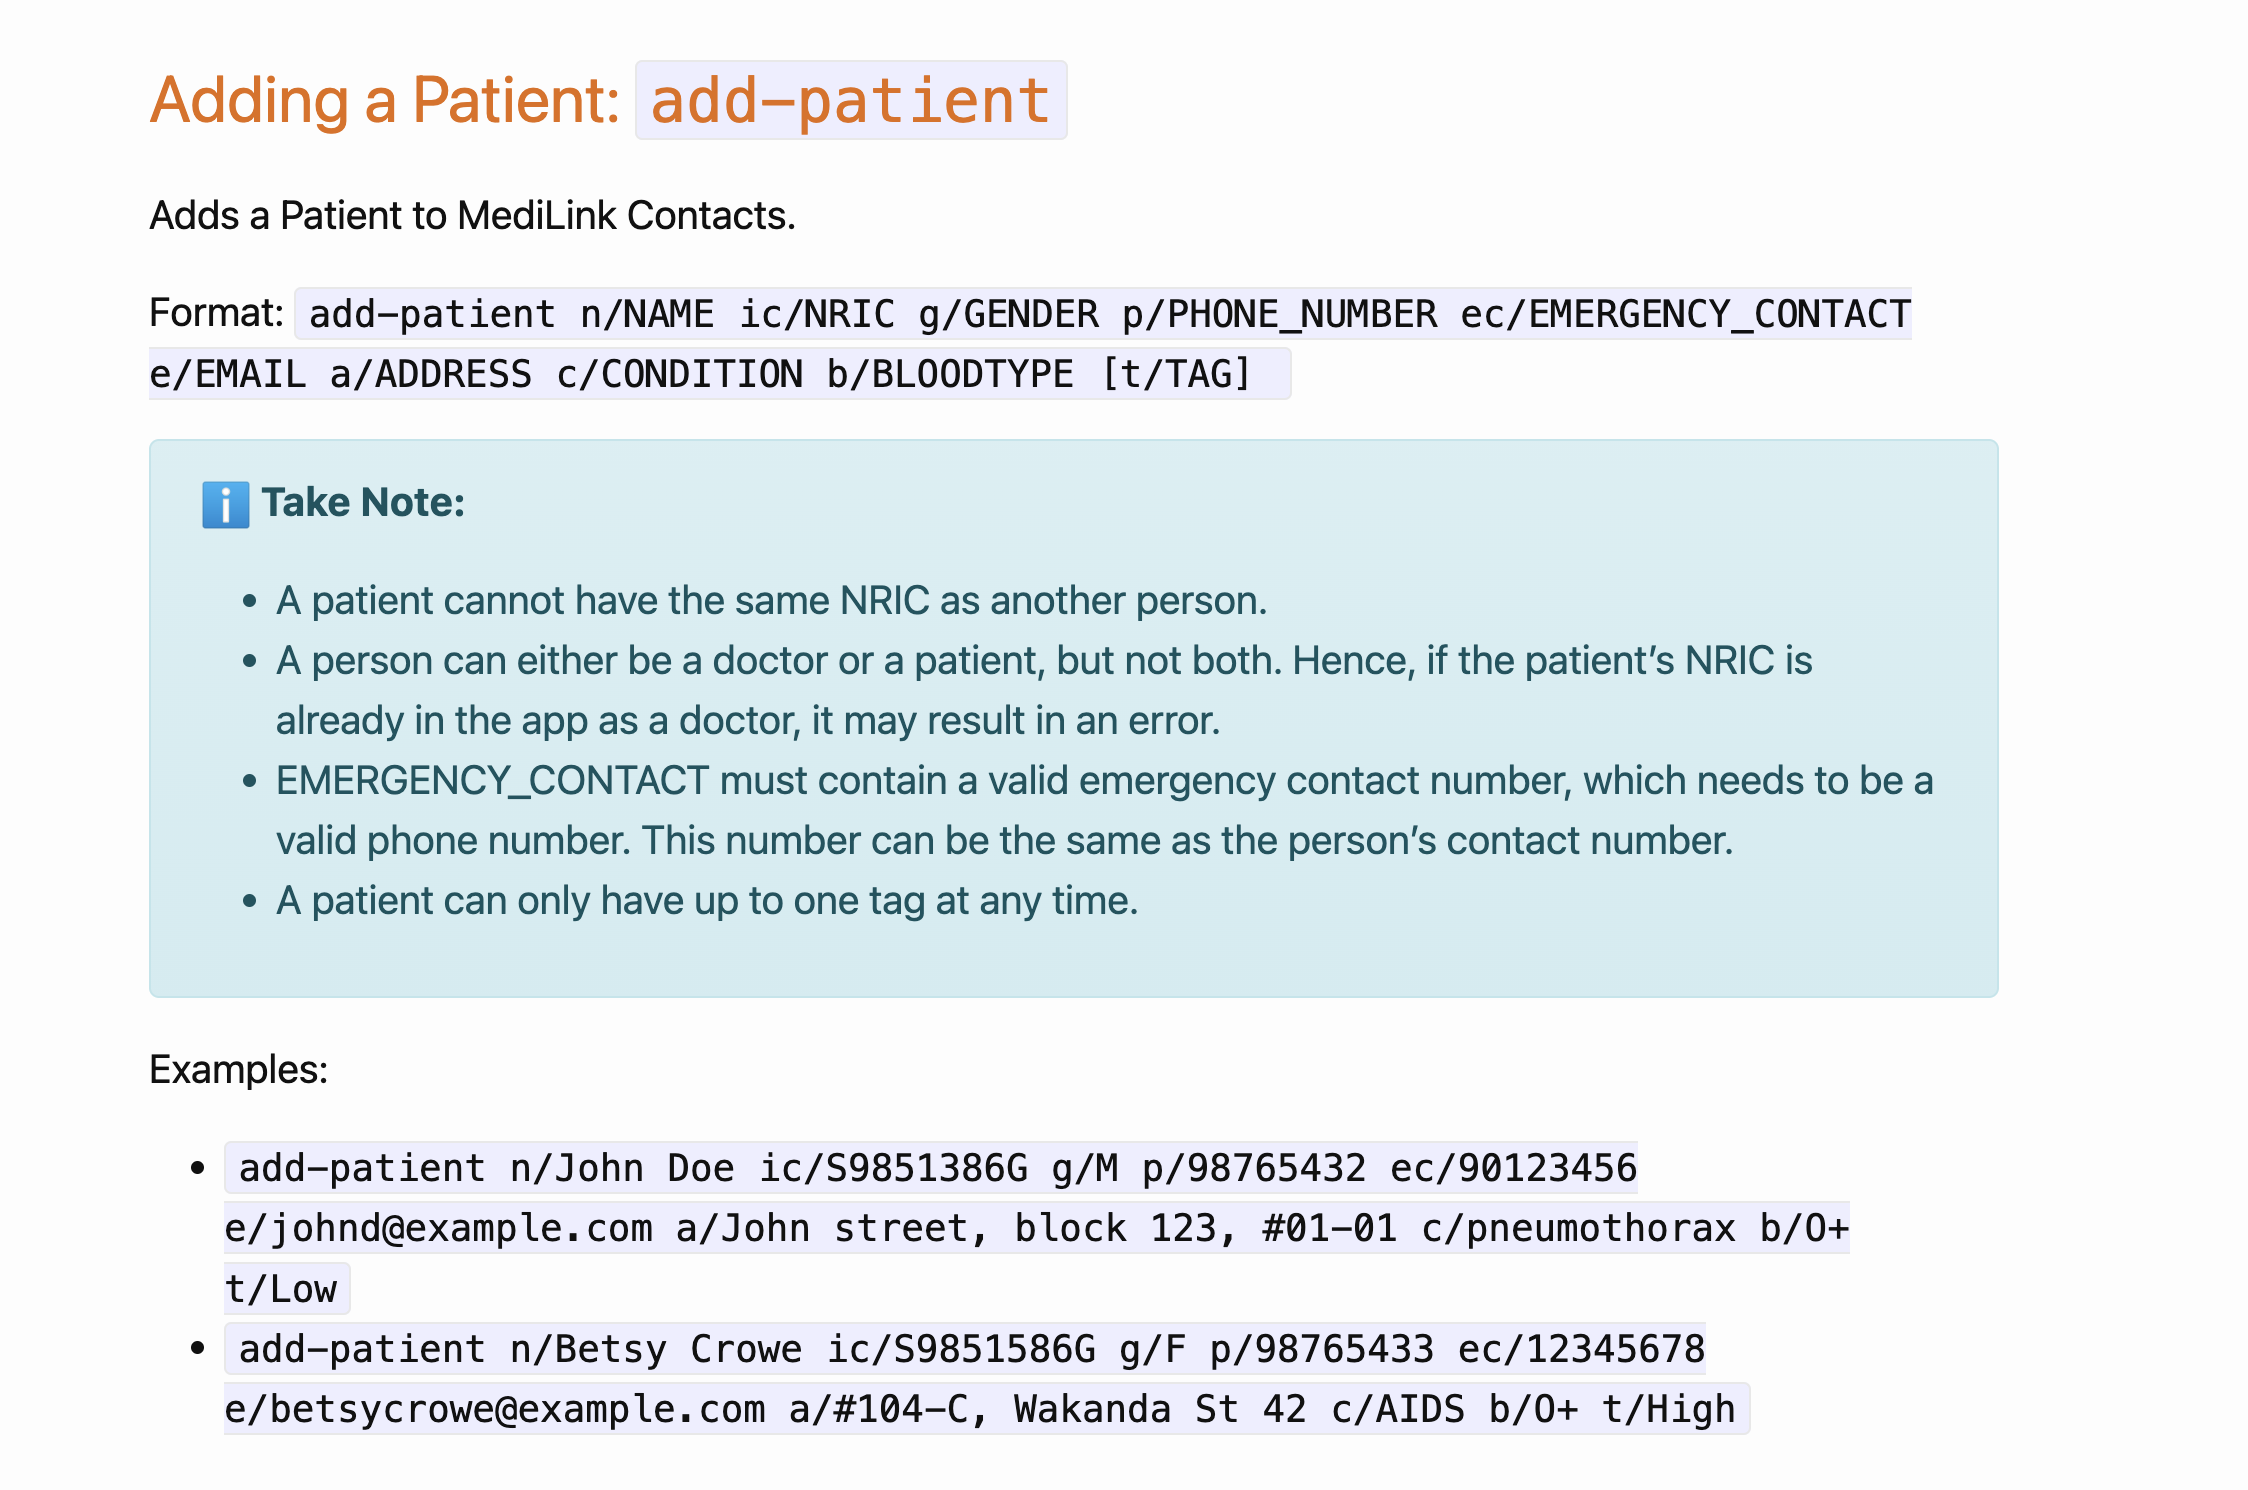 Adding a Patient: add-patient
Adds a Patient to MediLink Contacts.
Format: add-patient n/NAME ic/NRIC g/GENDER p/PHONE_NUMBER ec/EMERGENCY_CONTACT
e/EMAIL a/ADDRESS c/CONDITION b/BLOODTYPE [t/TAG]
ℹ️ Take Note:
• A patient cannot have the same NRIC as another person.
• A person can either be a doctor or a patient, but not both. Hence, if the patient’s NRIC is
already in the app as a doctor, it may result in an error.
• EMERGENCY_CONTACT must contain a valid emergency contact number, which needs to be a
valid phone number. This number can be the same as the person’s contact number.
• A patient can only have up to one tag at any time.
Examples:
• add-patient n/John Doe ic/S9851386G g/M p/98765432 ec/90123456
e/johnd@example.com a/John street, block 123, #01-01 c/pneumothorax b/O+
t/Low
• add-patient n/Betsy Crowe ic/S9851586G g/F p/98765433 ec/12345678
e/betsycrowe@example.com a/#104-C, Wakanda St 42 c/AIDS b/O+ t/High